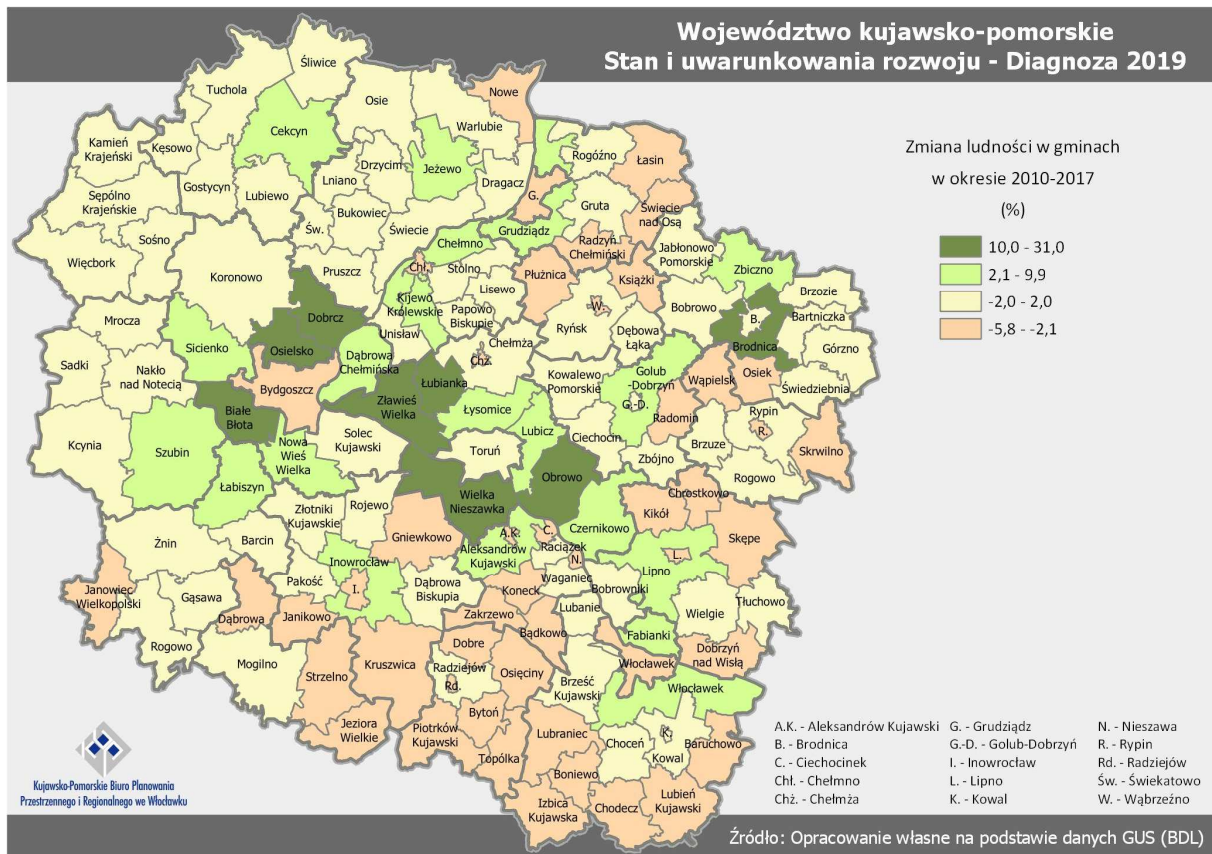 Województwo kujawsko-pomorskie
Stan i uwarunkowania rozwoju - Diagnoza 2019
Zmiana ludności w gminach
w okresie 2010-2017
(%)
10,0 - 31,0
2,1 - 9,9
-2,0 - 2,0
-5,8 - -2,1
Śliwice
Tuchola
Osie
Nowe
Cekcyn
Warlubie
Kamień
Krajeński
Kęsowo
Jeżewo
Rogóźno
Łasin
Drzycim
Gostycyn
Lubiewo
Lniano
Dragacz
G.
Sępólno
Krajeńskie
Bukowiec
Gruta
Święcie
nad Osą
Sośno
Św.
Świecie
Grudziądz
Chełmno
Radzyń
Chełmiński
Jabłonowo
Pomorskie
Więcbork
Koronowo
Pruszcz
Chł.
Stolno
Płużnica
Książki
Zbiczno
Lisewo
Kijewo
Królewskie
W.
Bobrowo
Brzozie
Bartniczka
Mrocza
Dobrcz
Papowo
Biskupie
Ryńsk
B.
Unisław
Dębowa
Łąka
Brodnica
Górzno
Sicienko
Osielsko
Dąbrowa
Chełmińska
Chełmża
Chż.
Sadki
Nakło
nad Notecią
Kowalewo
Pomorskie
Golub
-Dobrzyń
Wąpielsk
Osiek
Świedziebnia
Bydgoszcz
Łubianka
Zławieś
Wielka
G.-D.
Radomin
Białe
Błota
Łysomice
Lubicz
Rypin
R.
Kcynia
Solec
Kujawski
Ciechocin
Brzuze
Skrwilno
Szubin
Nowa
Wieś
Wielka
Toruń
Zbójno
Rogowo
Łabiszyn
Wielka
Nieszawka
Obrowo
Chrostkowo
Złotniki
Kujawskie
Rojewo
Kikół
Gniewkowo
Czernikowo
Skępe
A.K.
C.
Żnin
Barcin
Raciążek
Inowrocław
Aleksandrów
Kujawski
N.
L.
Lipno
Janowiec
Wielkopolski
Gąsawa
Pakość
I.
Dąbrowa
Biskupia
Waganiec
Bobrowniki
Koneck
Wielgie
Tłuchowo
Dąbrowa
Janikowo
Zakrzewo
Lubanie
Rogowo
Bądkowo
Fabianki
Mogilno
Strzelno
Kruszwica
Dobre
Dobrzyń
nad Wisłą
Radziejów
Osięciny
Włocławek
Rd.
Brześć
Kujawski
Włocławek
Jeziora
Wielkie
Piotrków
Kujawski
Bytoń
Lubraniec
Choceń
K.
Kowal
Baruchowo
Topólka
Boniewo
Izbica
Kujawska
Chodecz
Lubień
Kujawski
A.K. - Aleksandrów Kujawski
B. - Brodnica
C. - Ciechocinek
Chł. - Chełmno
Chż. - Chełmża
G. - Grudziądz
G.-D. - Golub-Dobrzyń
I. - Inowrocław
L. - Lipno
K. - Kowal
N. - Nieszawa
R. - Rypin
Rd. - Radziejów
Św. - Świekatowo
W. - Wąbrzeźno
Kujawsko-Pomorskie Biuro Planowania
Przestrzennego i Regionalnego we Włocławku
Źródło: Opracowanie własne na podstawie danych GUS (BDL)